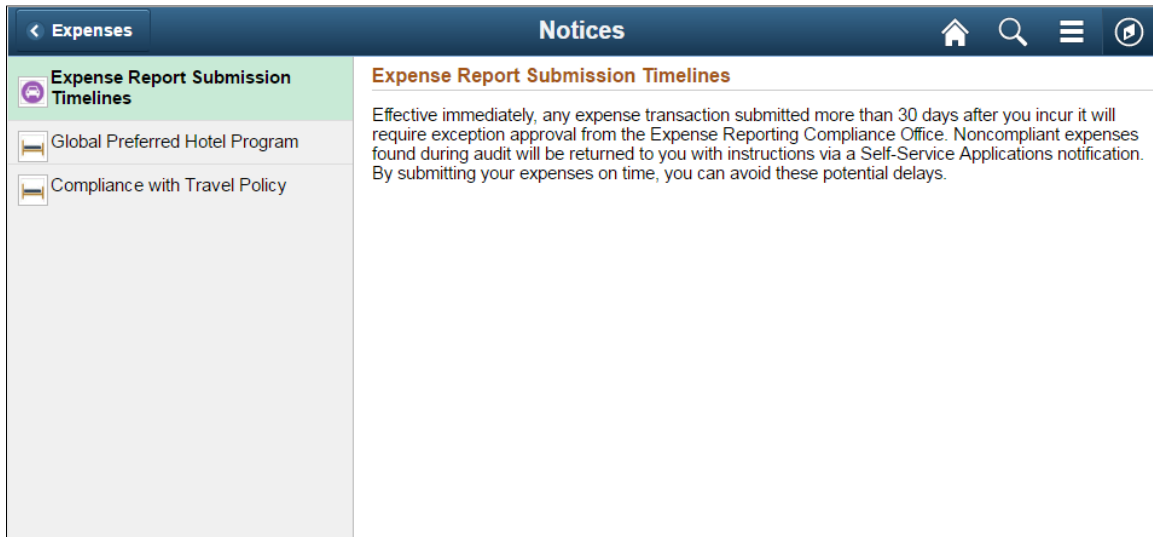 Expenses
Notices
Expense Report Submission
Timelines
Global Preferred Hotel Program
Compliance with Travel Policy
Expense Report Submission Timelines
Effective immediately, any expense transaction submitted more than 30 days after you incur it will
require exception approval from the Expense Reporting Compliance Office. Noncompliant expenses
found during audit will be returned to you with instructions via a Self-Service Applications notification.
By submitting your expenses on time, you can avoid these potential delays.